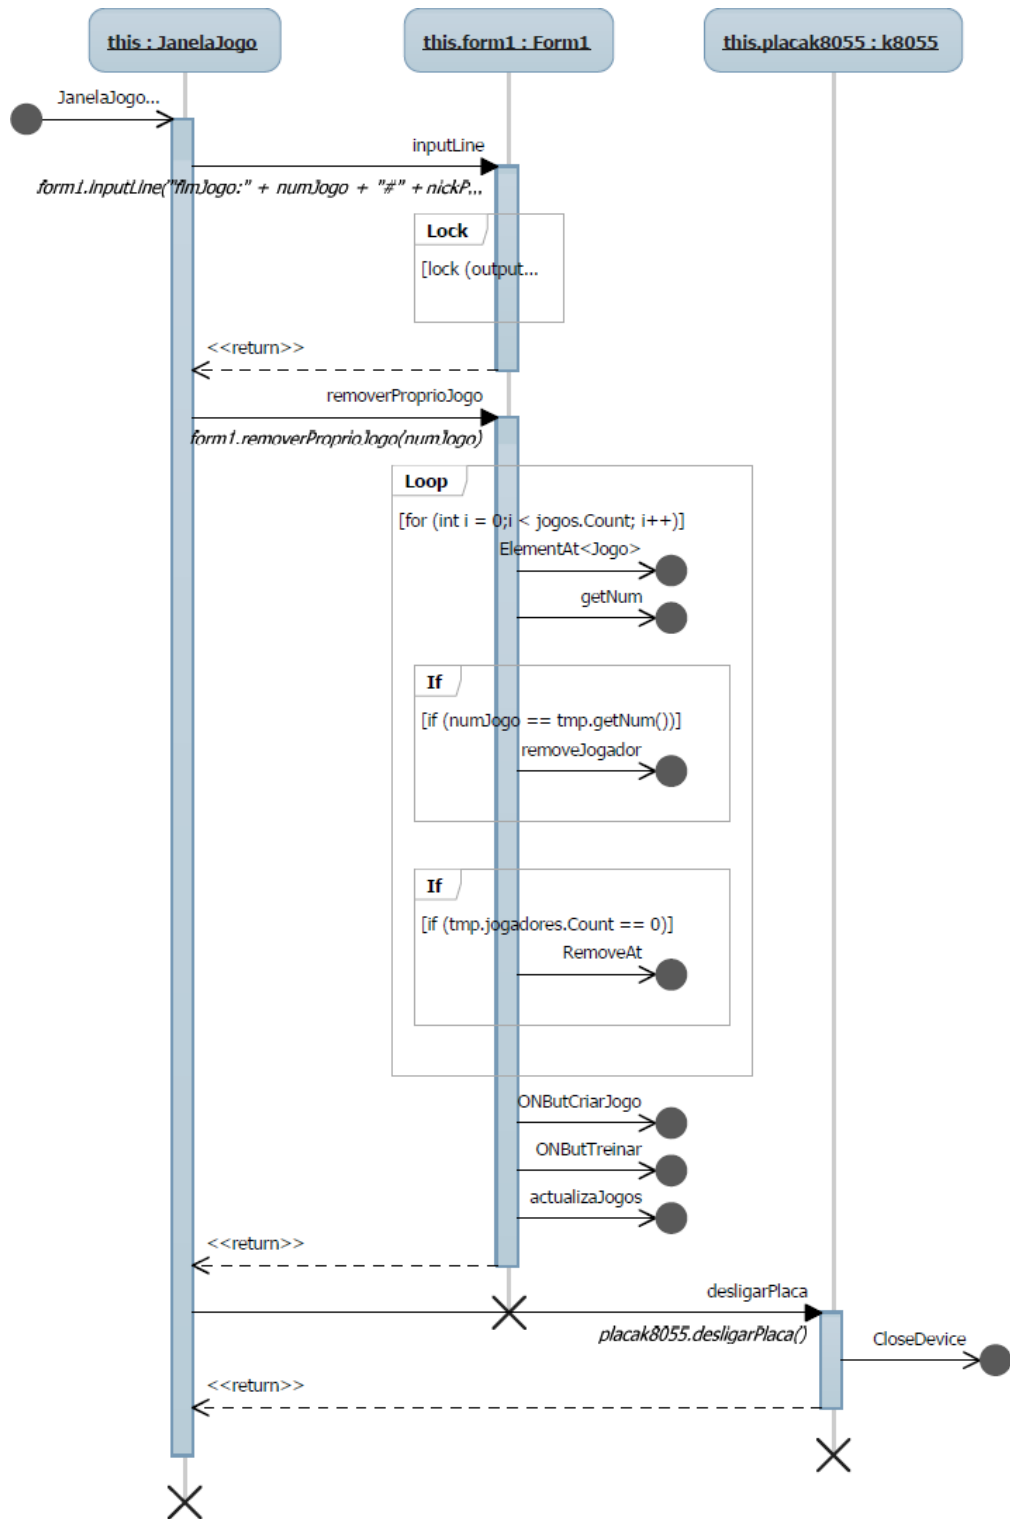 this : JanelaJogo
this.form1 : Form1
this.placak8055 : k8055
JanelaJogo...
inputLine
form1.inputLine("fimJogo:" + numJogo + "#" + nickP...
Lock
[lock (output...
<<return>>
removerProprioJogo
form1.removerProprioJogo(numJogo)
Loop
[for (int i = 0;i < jogos.Count; i++)]
ElementAt<Jogo>
getNum
If
[if (numJogo == tmp.getNum())]
removeJogador
If
[if (tmp.jogadores.Count == 0)]
RemoveAt
ONButCriarJogo
ONButTreinar
actualizaJogos
<<return>>
desligarPlaca
placak8055.desligarPlaca()
CloseDevice
<<return>>